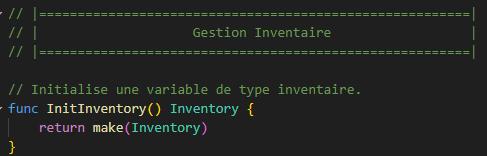 // |======================================================|
// |                   Gestion Inventaire                 |
// |======================================================|
// Initialise une variable de type inventaire.
func InitInventory() Inventory {
    return make(Inventory)
}